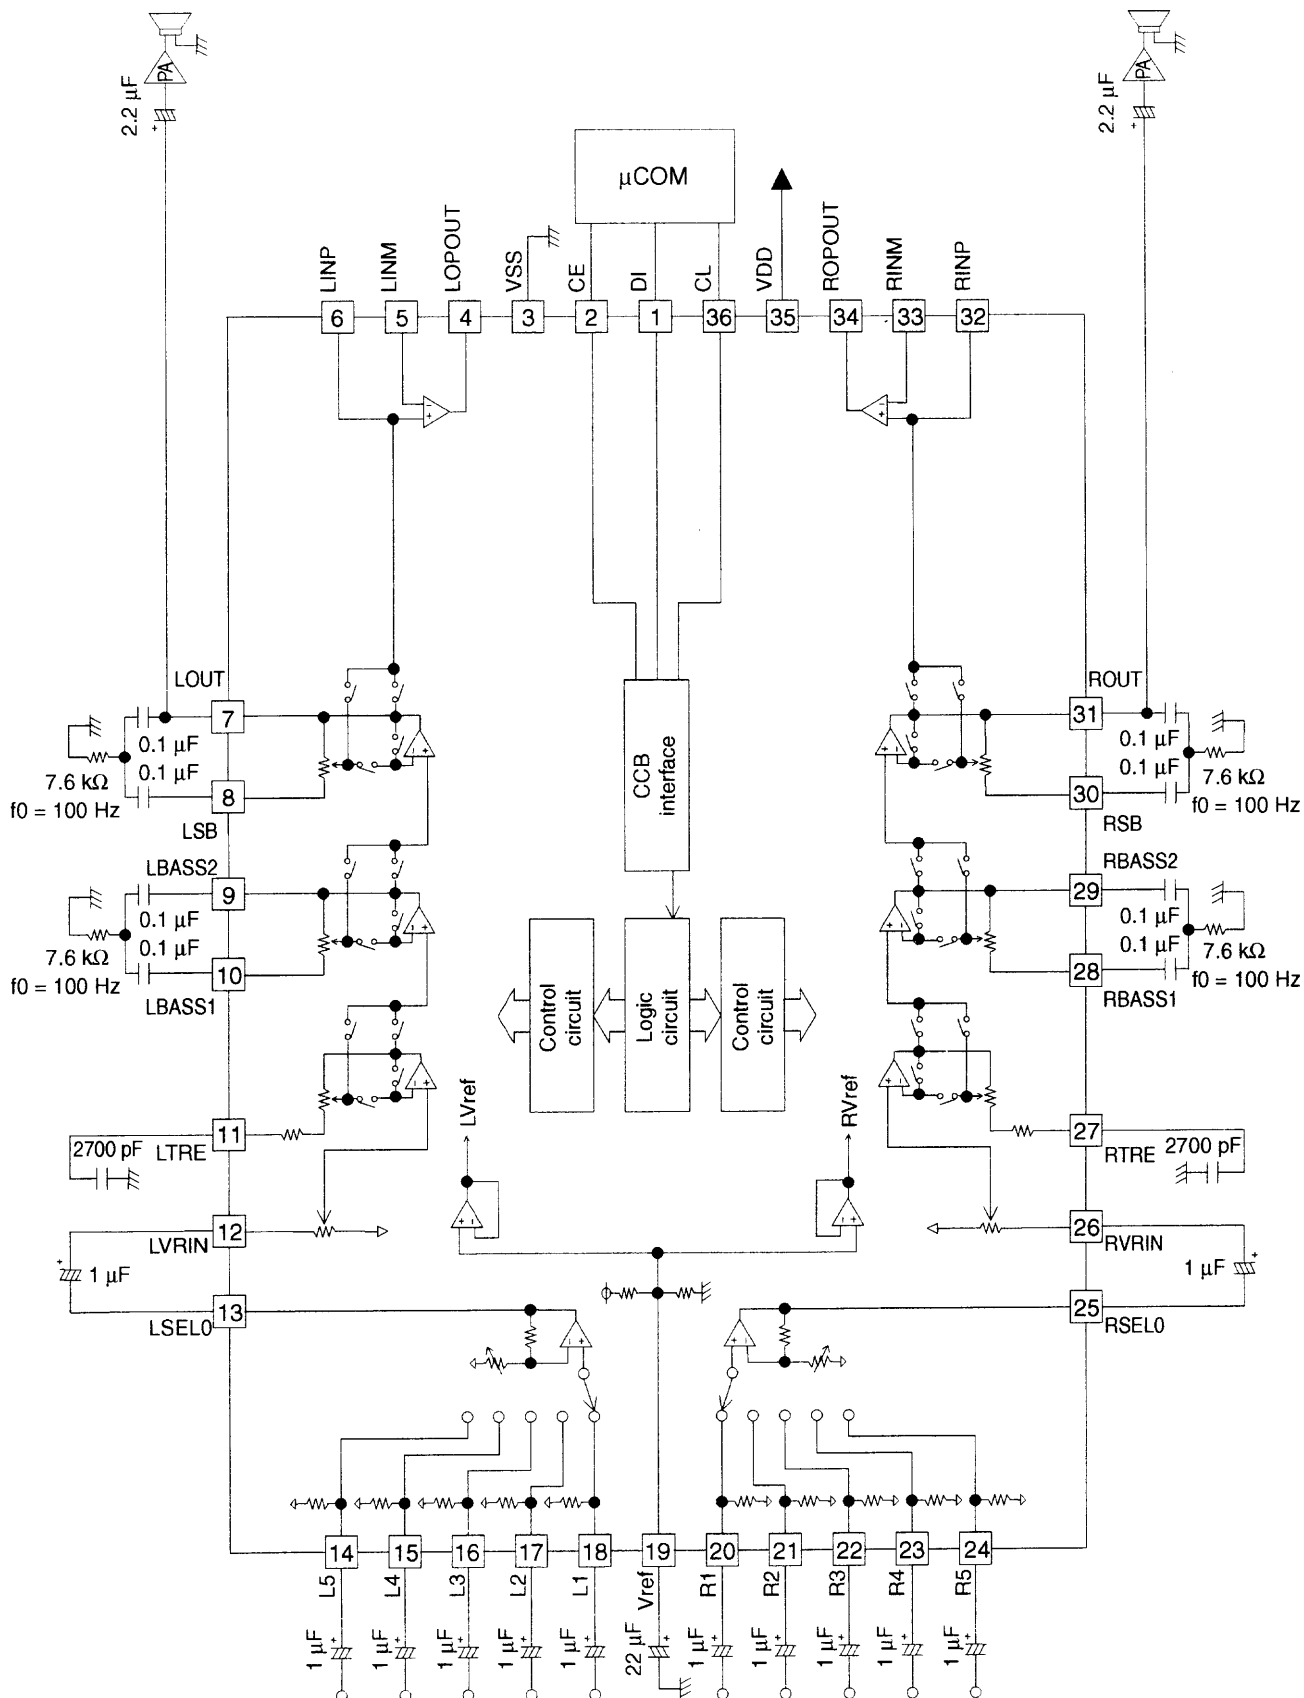 PA
2.2 µF
+
PA
2.2 µF
+
µCOM
LINP
LINM
LOPOUT
VSS
CE
DI
CL
VDD
ROPOUT
RINM
RINP
6
5
4
3
2
1
36
35
34
33
32
LOUT
7
0.1 µF
0.1 µF
7.6 kΩ
f0 = 100 Hz
8
LSB
LBASS2
9
0.1 µF
0.1 µF
7.6 kΩ
f0 = 100 Hz
10
LBASS1
11
LTRE
2700 pF
12
LVRIN
+
1 µF
13
LSEL0
CCB
interface
Control
circuit
Logic
circuit
Control
circuit
LVref
RVref
ROUT
31
0.1 µF
0.1 µF
7.6 kΩ
f0 = 100 Hz
30
RSB
RBASS2
29
0.1 µF
0.1 µF
7.6 kΩ
f0 = 100 Hz
28
RBASS1
27
RTRE
2700 pF
26
RVRIN
+
1 µF
25
RSEL0
14
15
16
17
18
19
20
21
22
23
24
L5
L4
L3
L2
L1
Vref
R1
R2
R3
R4
R5
1 µF
1 µF
1 µF
1 µF
1 µF
22 µF
1 µF
1 µF
1 µF
1 µF
1 µF